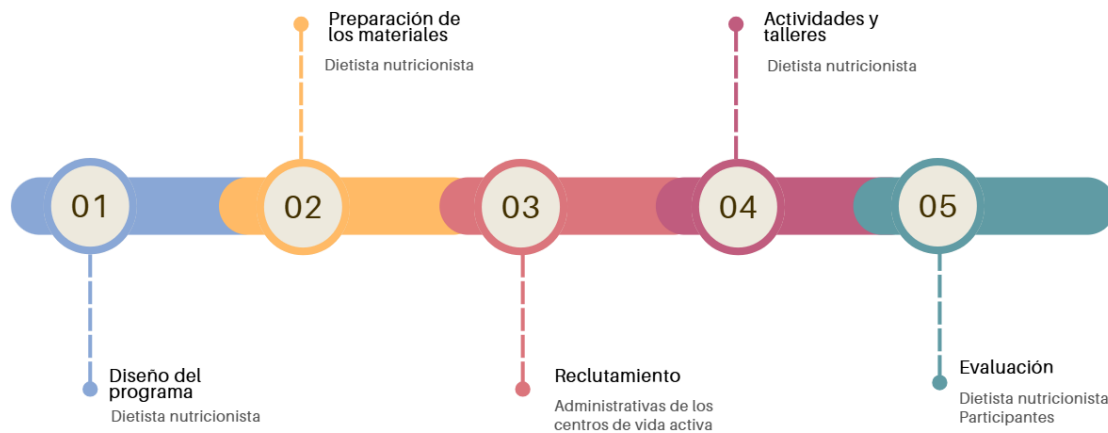 Preparación de
los materiales
Dietista nutricionista
Actividades y
talleres
Dietista nutricionista
01
02
03
04
05
Diseño del
programa
Dietista nutricionista
Reclutamiento
Administrativas de los
centros de vida activa
Evaluación
Dietista nutricionista
Participantes